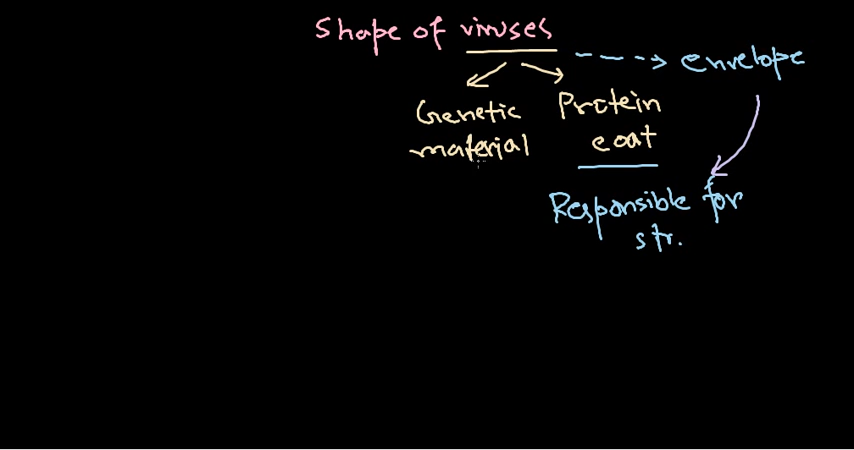 Shape of viruses
envelope
Genetic material
Protein coat
Responsible for
str.